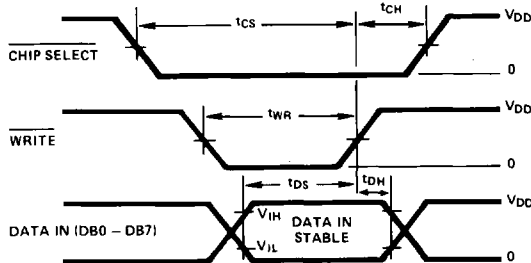 tCS
tCH
VDD
CHIP SELECT
0
tWR
VDD
WRITE
0
tDS
tDH
VDD
VIH
DATA IN (DB0 – DB7)
DATA IN
STABLE
VIL
0